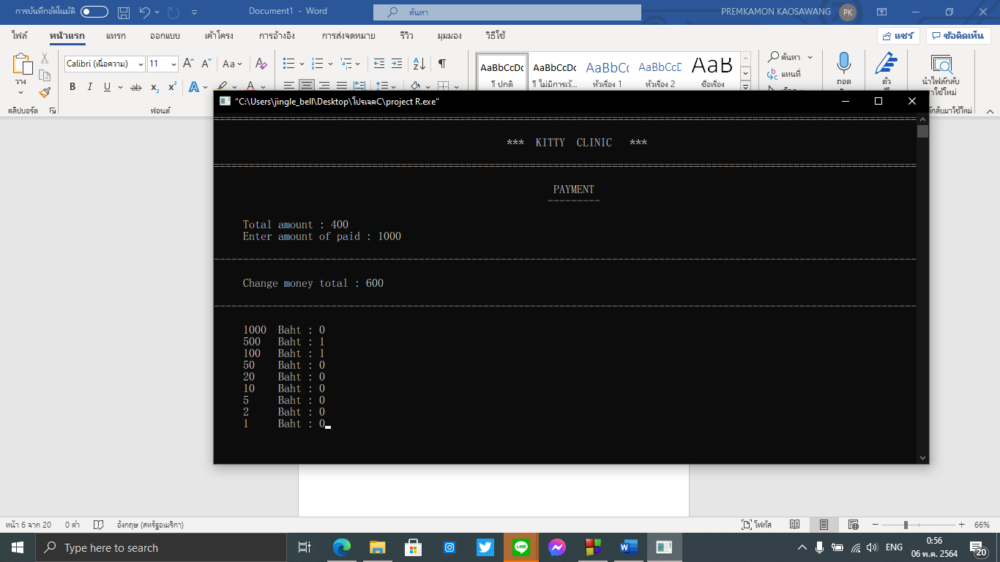 การบันทึกอัตโนมัติ
Document1 - Word
ค้นหา
PREMKAMON KAOSAWANG
PK
ไฟล์ หน้าแรก แทรก ออกแบบ เค้าโครง การอ้างอิง การส่งจดหมาย รีวิว มุมมอง วิธีใช้
แชร์
ข้อคิดเห็น
วาง
คลิปบอร์ด
Calibri (เนื้อความ) 11
ฟอนต์
AaBbCcDc AaBbCcDc AaBbCc AaBbCcD AaB
¶ ปกติ ¶ ไม่มีการเว้... หัวเรื่อง 1 หัวเรื่อง 2 ชื่อเรื่อง
ค้นหา
แทนที่
ถอด
ตัว
นำไฟล์กลับ
มาใช้ใหม่
"C:\Users\jingle_bell\Desktop\โปรเจคC\project R.exe"
*** KITTY CLINIC ***
PAYMENT
Total amount : 400
Enter amount of paid : 1000
Change money total : 600
1000 Baht : 0
500 Baht : 1
100 Baht : 1
50 Baht : 0
20 Baht : 0
10 Baht : 0
5 Baht : 0
2 Baht : 0
1 Baht : 0
หน้า 6 จาก 20 0 คำ อังกฤษ (สหรัฐอเมริกา)
โฟกัส
66%
Type here to search
LINE
ENG
0:56
06 พ.ค. 2564
20